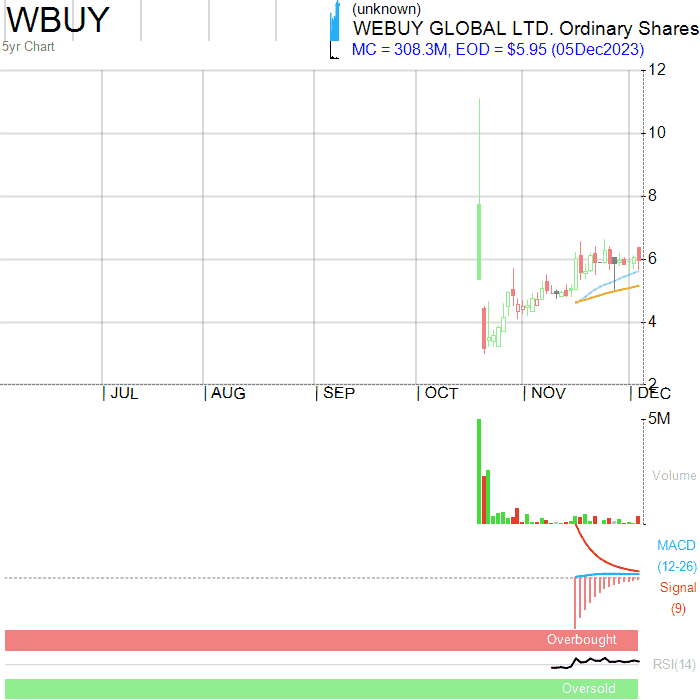 WBUY
5yr Chart
(unknown)
WEBUY GLOBAL LTD. Ordinary Shares
MC = 308.3M, EOD = $5.95 (05Dec2023)
12
10
8
6
4
2
JUL
AUG
SEP
OCT
NOV
DEC
5M
Volume
MACD
(12-26)
Signal
(9)
Overbought
RSI(14)
Oversold